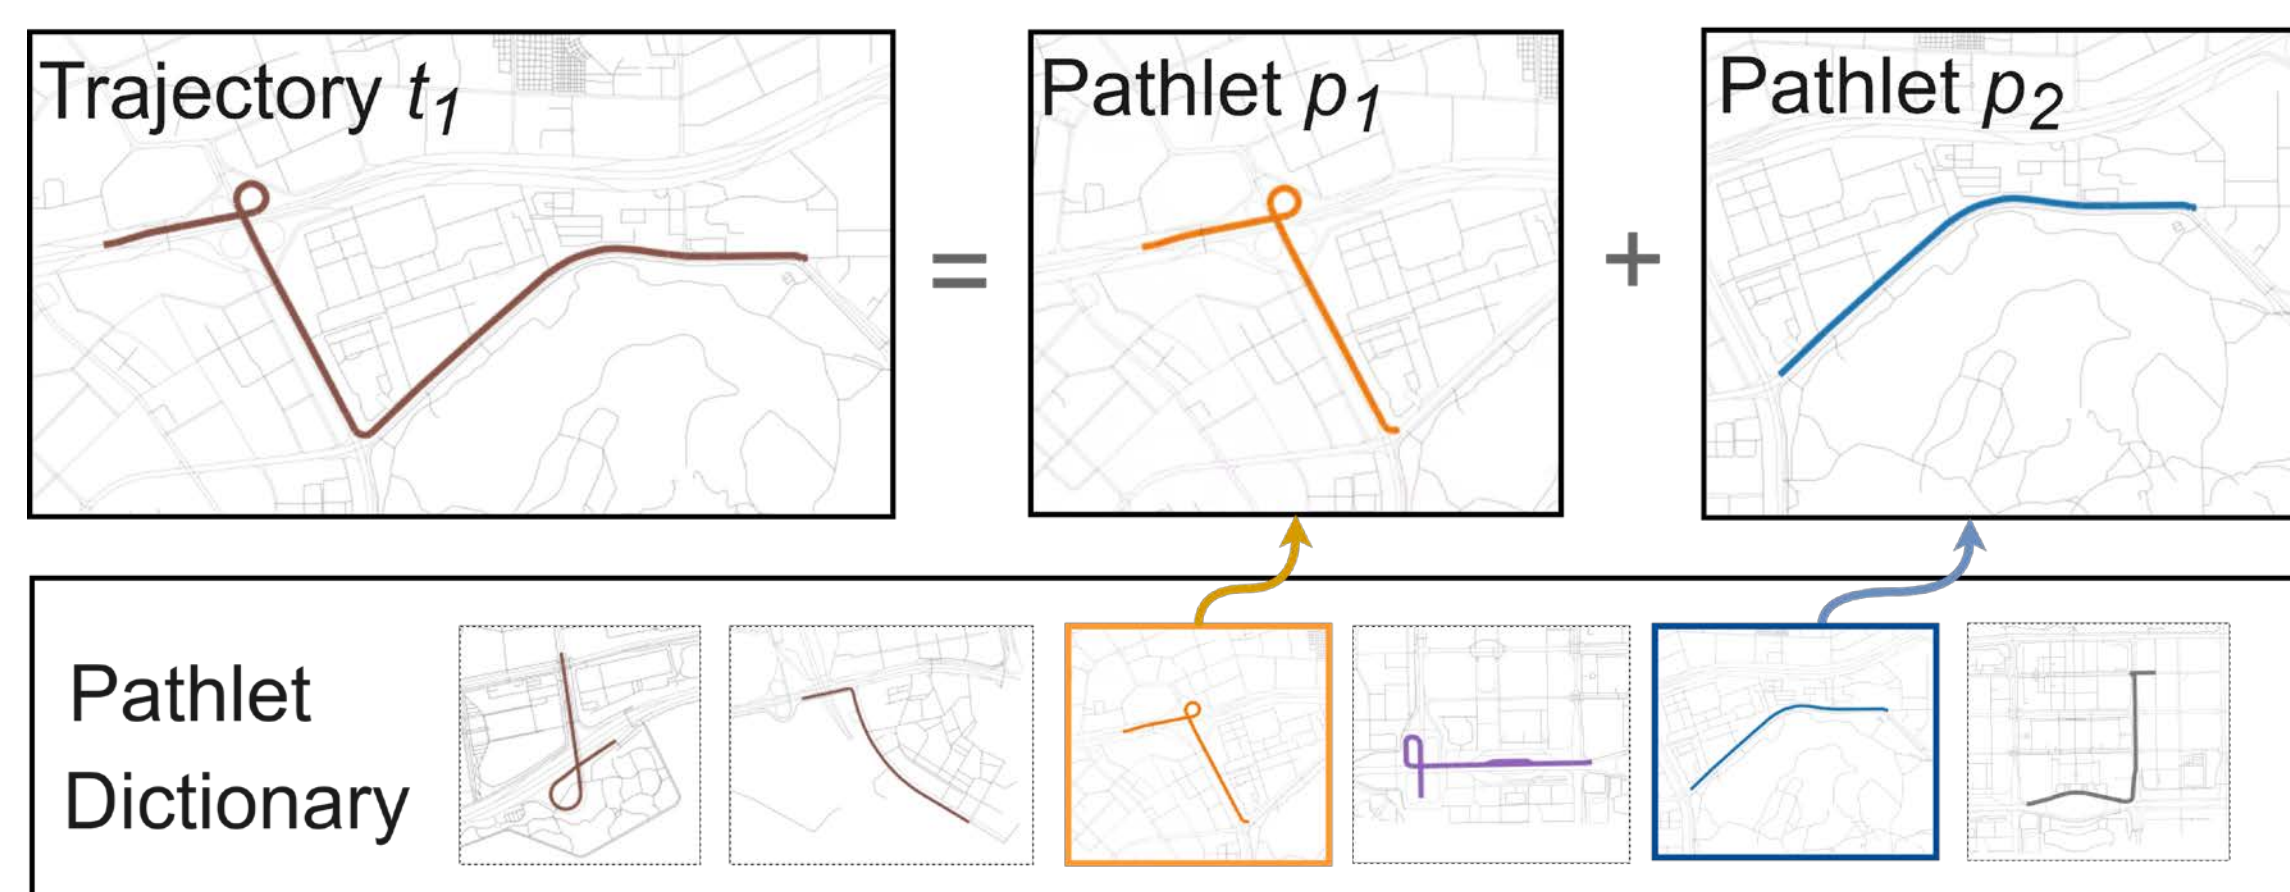 Trajectory t1
=
Pathlet p1
+
Pathlet p2
Pathlet
Dictionary